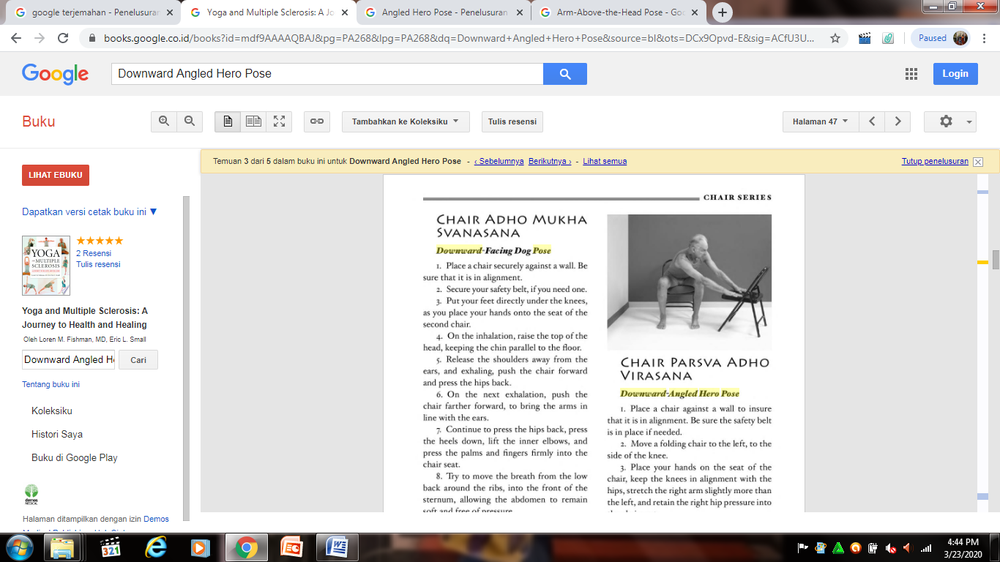 google terjemahan - Penelusuran
Yoga and Multiple Sclerosis: A Jo
Angled Hero Pose - Penelusuran
Arm-Above-the-Head Pose - Goo
books.google.co.id/books?id=mdf9AAAAQBAJ&pg=PA268&lpg=PA268&dq=Downward+Angled+Hero+Pose&source=bl&ots=DCx9Opvd-E&sig=ACfU3U...
Paused
Google
Downward Angled Hero Pose
Login
Buku
Tambahkan ke Koleksiku
Tulis resensi
Halaman 47
Temuan 3 dari 5 dalam buku ini untuk Downward Angled Hero Pose - ‹ Sebelumnya Berikutnya › - Lihat semua
Tutup penelusuran
LIHAT EBUKU
Dapatkan versi cetak buku ini ▼
YOGA
MULTIPLE
SCLEROSIS
2 Resensi
Tulis resensi
Yoga and Multiple Sclerosis: A
Journey to Health and Healing
Oleh Loren M. Fishman, MD, Eric L. Small
Downward Angled He
Cari
Tentang buku ini
Koleksiku
Histori Saya
Buku di Google Play
demos
MEDICAL
Halaman ditampilkan dengan izin Demos
CHAIR SERIES
CHAIR ADHO MUKHA
SVANASANA
Downward-Facing Dog Pose
1. Place a chair securely against a wall. Be
sure that it is in alignment.
2. Secure your safety belt, if you need one.
3. Put your feet directly under the knees,
as you place your hands onto the seat of the
second chair.
4. On the inhalation, raise the top of the
head, keeping the chin parallel to the floor.
5. Release the shoulders away from the
ears, and exhaling, push the chair forward
and press the hips back.
6. On the next exhalation, push the
chair farther forward, to bring the arms in
line with the ears.
7. Continue to press the hips back, press
the heels down, lift the inner elbows, and
press the palms and fingers firmly into the
chair seat.
8. Try to move the breath from the low
back around the ribs, into the front of the
sternum, allowing the abdomen to remain
soft and free of pressure.
CHAIR PARSVA ADHO
VIRASANA
Downward-Angled Hero Pose
1. Place a chair against a wall to insure
that it is in alignment. Be sure the safety belt
is in place if needed.
2. Move a folding chair to the left, to the
side of the knee.
3. Place your hands on the seat of the
chair, keep the knees in alignment with the
hips, stretch the right arm slightly more than
the left, and retain the right hip pressure into
321
4:44 PM
3/23/2020